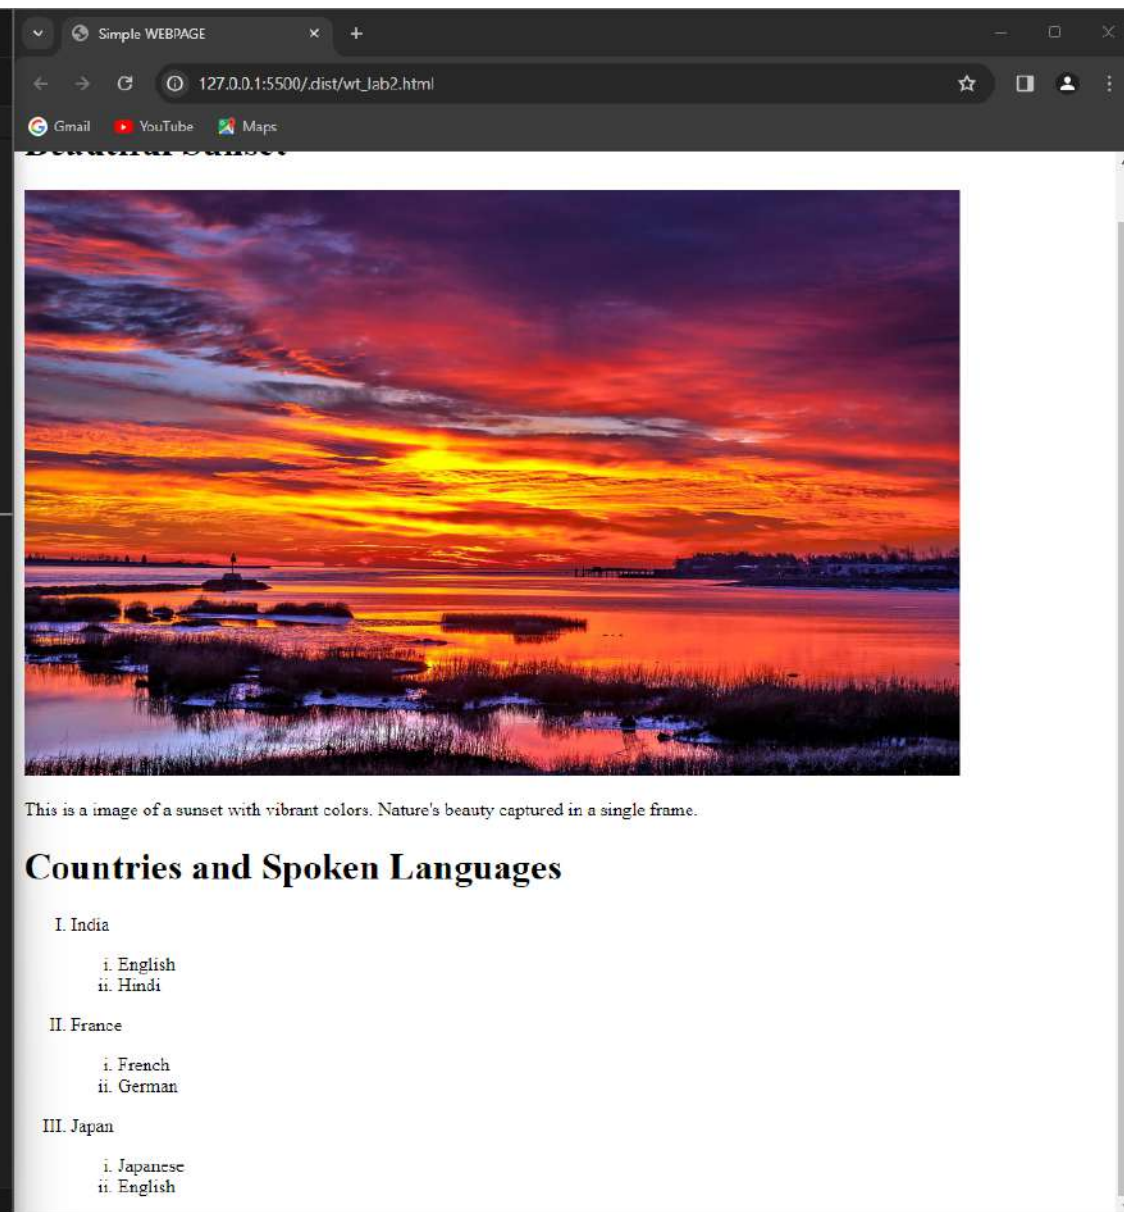 Simple WEBPAGE
127.0.0.1:5500/.dist/wt_lab2.html
Gmail YouTube Maps
Beautiful Sunset
This is a image of a sunset with vibrant colors. Nature's beauty captured in a single frame.
Countries and Spoken Languages
I. India
i. English
ii. Hindi
II. France
i. French
ii. German
III. Japan
i. Japanese
ii. English